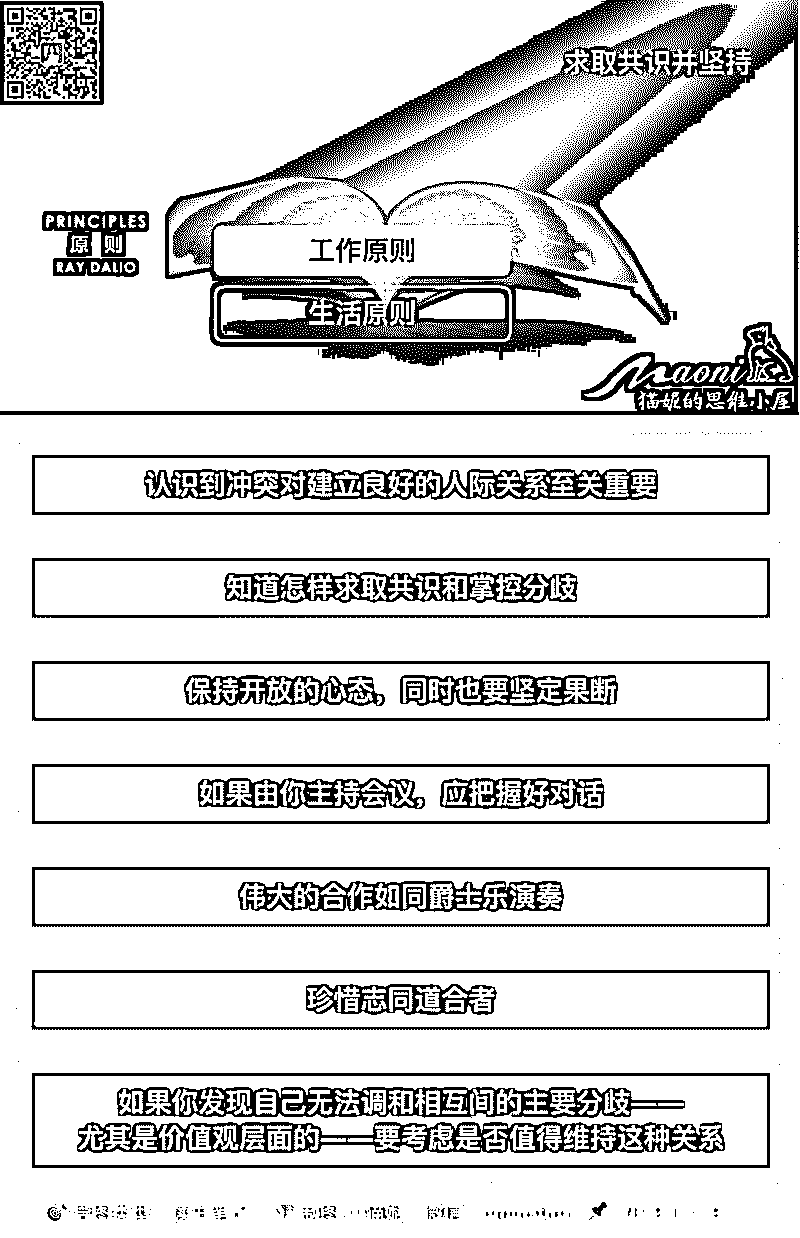 求取共识并坚持
PRINCIPLES
原 则
RAY DALIO
工作原则
生活原则
Maoni
猫妮的思维小屋
认识到冲突对建立良好的人际关系至关重要
知道怎样求取共识和掌控分歧
保持开放的心态，同时也要坚定果断
如果由你主持会议，应把握好对话
伟大的合作如同爵士乐演奏
珍惜志同道合者
如果你发现自己无法调和相互间的主要分歧——
尤其是价值观层面的——要考虑是否值得维持这种关系